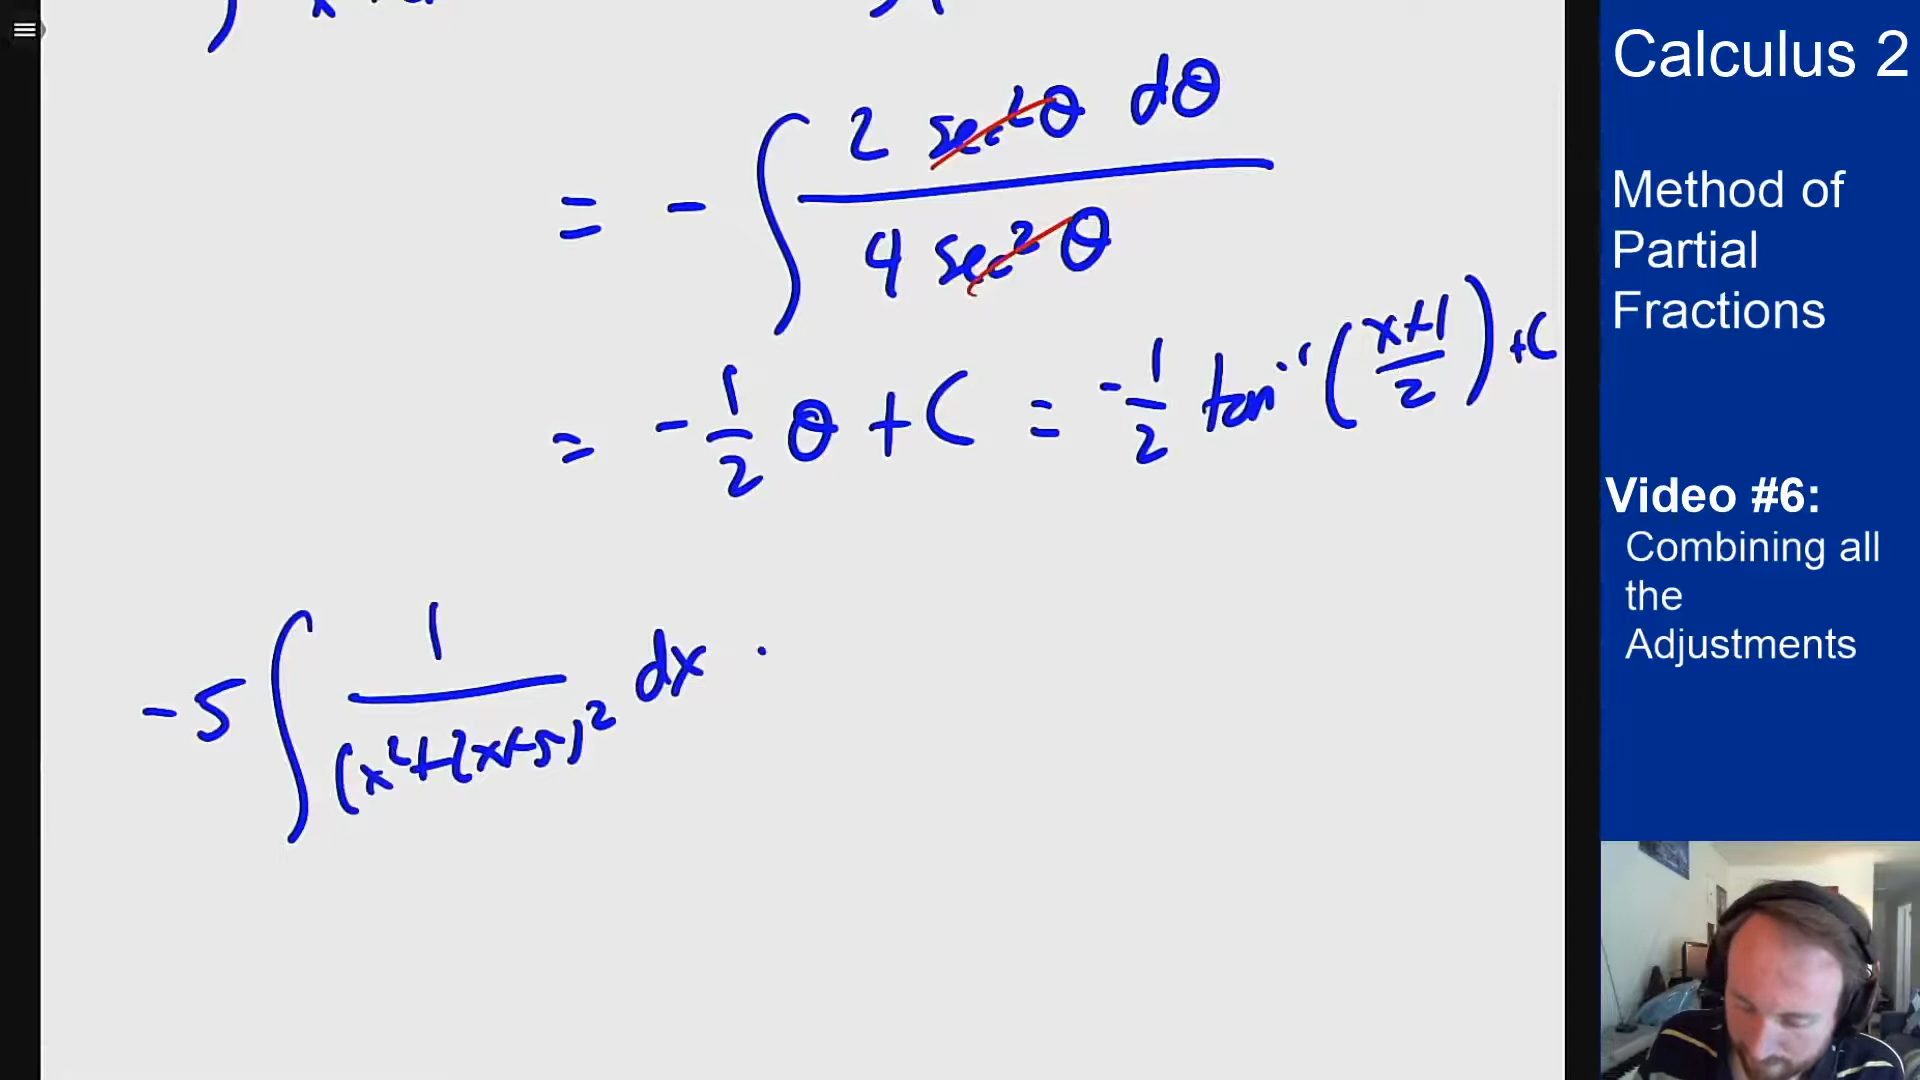 = - ∫ 2 sec²θ dθ / 4 sec²θ
= - 1/2 θ + C = - 1/2 tan⁻¹ (x+1/2) + C
-5 ∫ 1/(x²+2x+5)² dx
Calculus 2
Method of
Partial
Fractions
Video #6:
Combining all
the
Adjustments